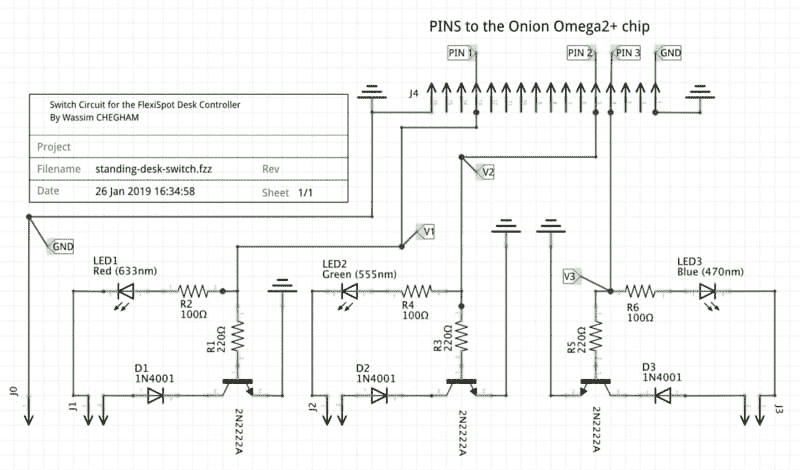 PINS to the Onion Omega2+ chip
PIN 1
PIN 2
PIN 3
GND
J4
Switch Circuit for the FlexiSpot Desk Controller
By Wassim CHEGHAM
Project
Filename standing-desk-switch.fzz Rev
Date 26 Jan 2019 16:34:58 Sheet 1/1
V2
GND
V1
LED1
Red (633nm)
R2
100Ω
LED2
Green (555nm)
R4
100Ω
V3
LED3
Blue (470nm)
R6
100Ω
R1
220Ω
R3
220Ω
R5
220Ω
D1
1N4001
D2
1N4001
D3
1N4001
J0
J1
2N2222A
J2
2N2222A
2N2222A
J3